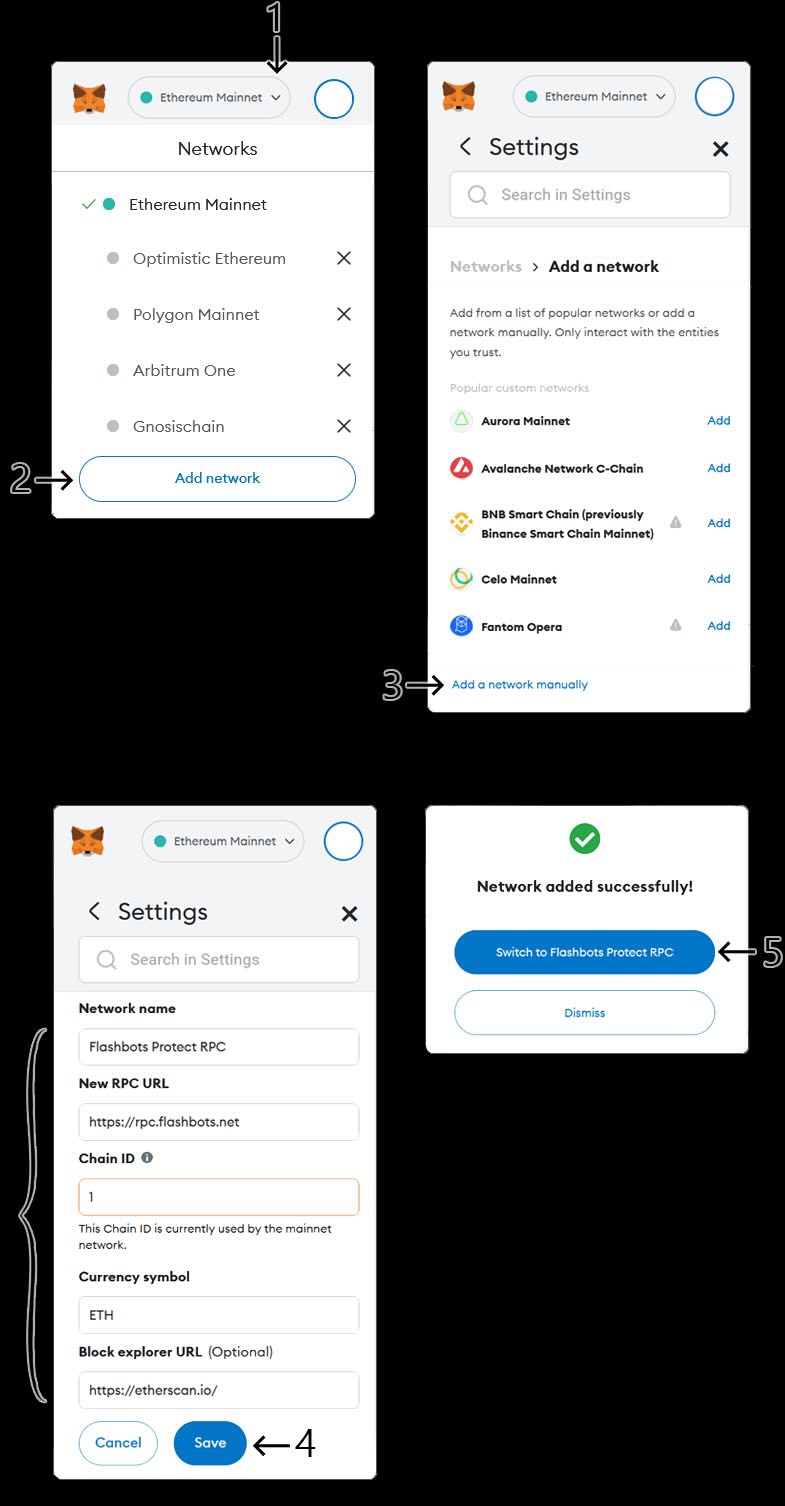 1
Ethereum Mainnet
Networks
Ethereum Mainnet
Optimistic Ethereum
Polygon Mainnet
Arbitrum One
Gnosischain
2
Add network
Ethereum Mainnet
Settings
Search in Settings
Networks > Add a network
Add from a list of popular networks or add a
network manually. Only interact with the entities
you trust.
Popular custom networks
Aurora Mainnet Add
Avalanche Network C-Chain Add
BNB Smart Chain (previously
Binance Smart Chain Mainnet) Add
Celo Mainnet Add
Fantom Opera Add
3
Add a network manually
Ethereum Mainnet
Settings
Search in Settings
Network name
Flashbots Protect RPC
New RPC URL
https://rpc.flashbots.net
Chain ID
1
This Chain ID is currently used by the mainnet
network.
Currency symbol
ETH
Block explorer URL (Optional)
https://etherscan.io/
Cancel Save 4
Network added successfully!
Switch to Flashbots Protect RPC 5
Dismiss